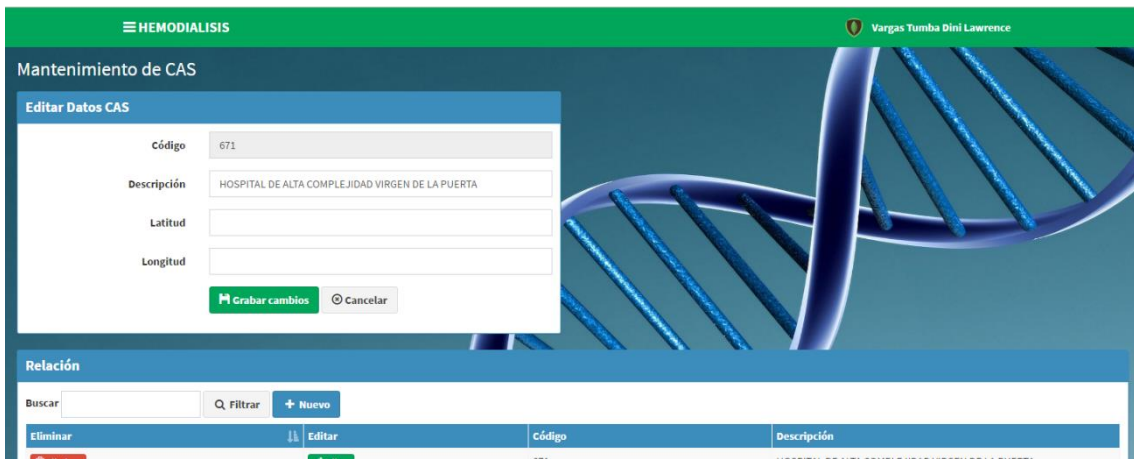 HEMODIALISIS
Vargas Tumba Dini Lawrence
Mantenimiento de CAS
Editar Datos CAS
Código 671
Descripción HOSPITAL DE ALTA COMPLEJIDAD VIRGEN DE LA PUERTA
Latitud
Longitud
Grabar cambios Cancelar
Relación
Buscar Filtrar + Nuevo
Eliminar Editar Código Descripción